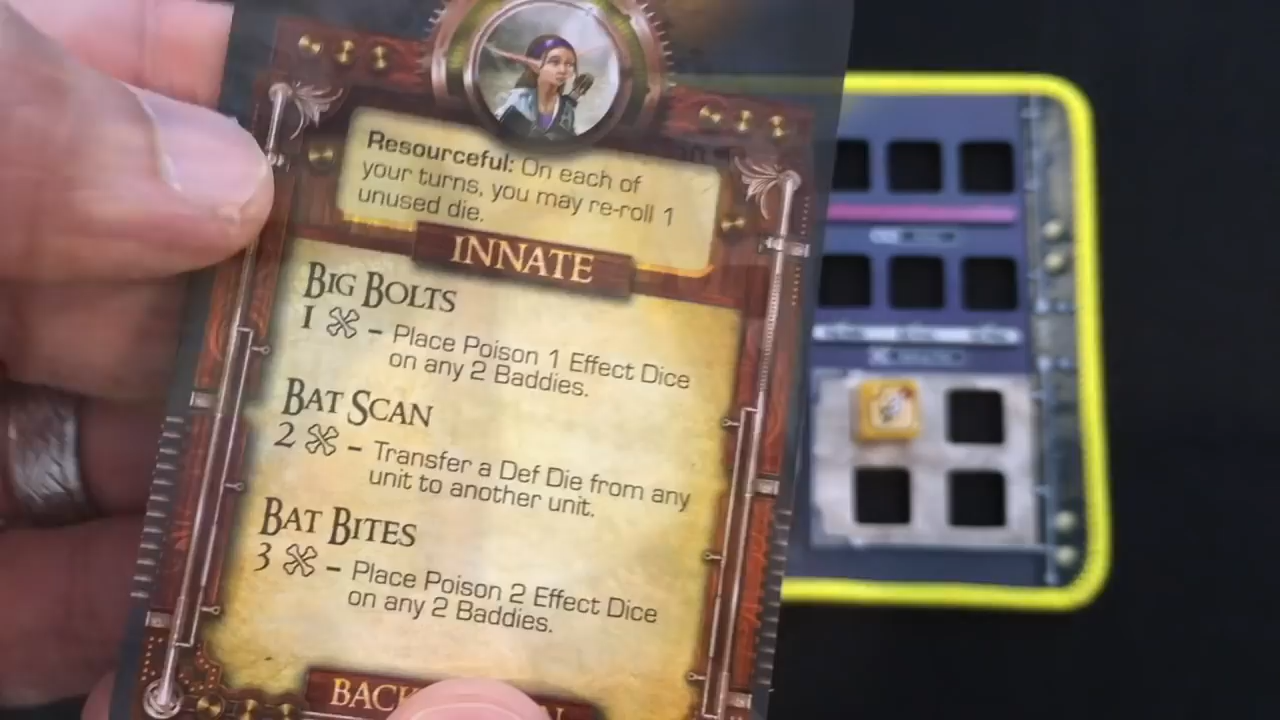 Resourceful: On each of
your turns, you may re-roll 1
unused die.
INNATE
BIG BOLTS
1 – Place Poison 1 Effect Dice
on any 2 Baddies.
BAT SCAN
2 – Transfer a Def Die from any
unit to another unit.
BAT BITES
3 – Place Poison 2 Effect Dice
on any 2 Baddies.